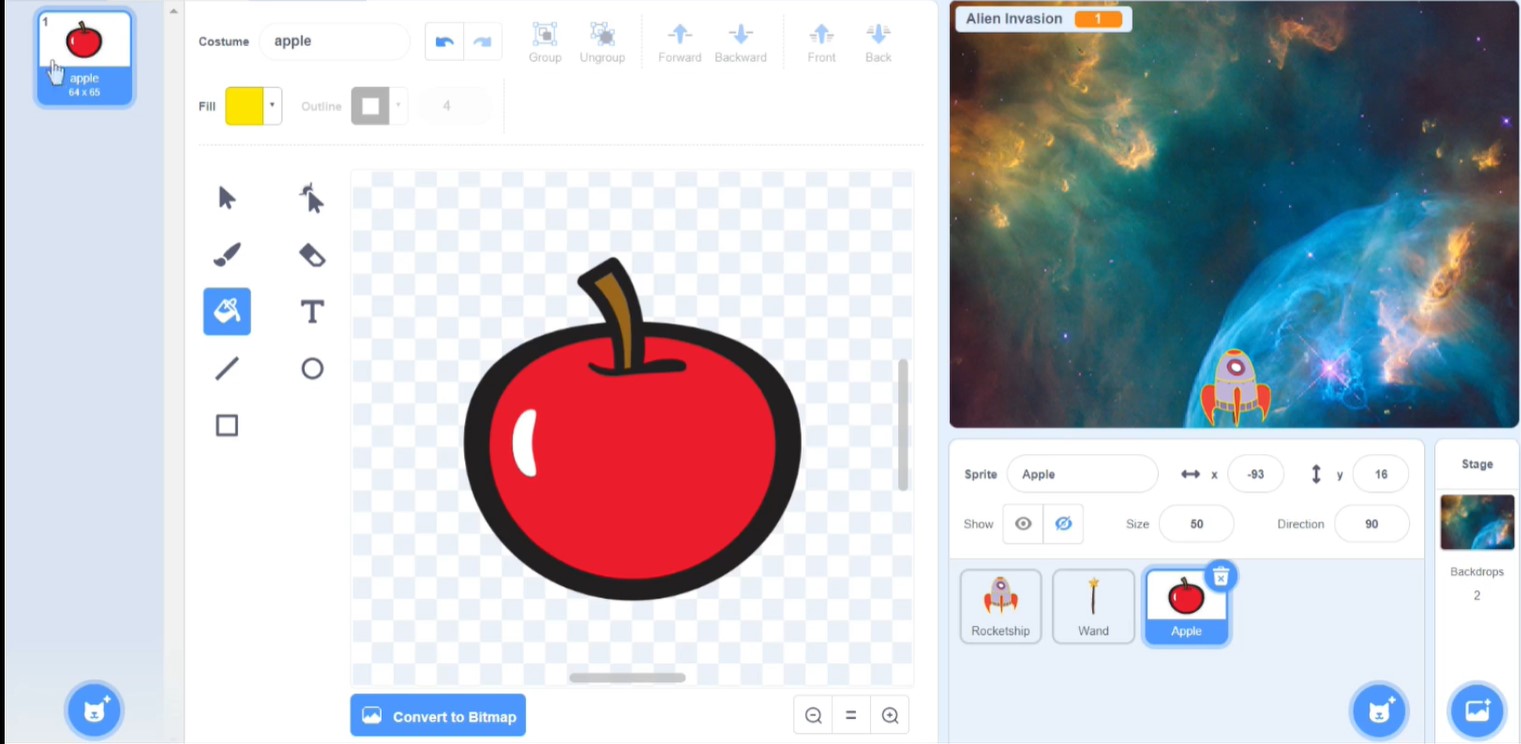 1
apple
64 x 65
Costume
apple
Group
Ungroup
Forward
Backward
Front
Back
Fill
Outline
4
T
Convert to Bitmap
Alien Invasion 1
Sprite
Apple
x
-93
y
16
Show
Size
50
Direction
90
Rocketship
Wand
Apple
Stage
Backdrops
2